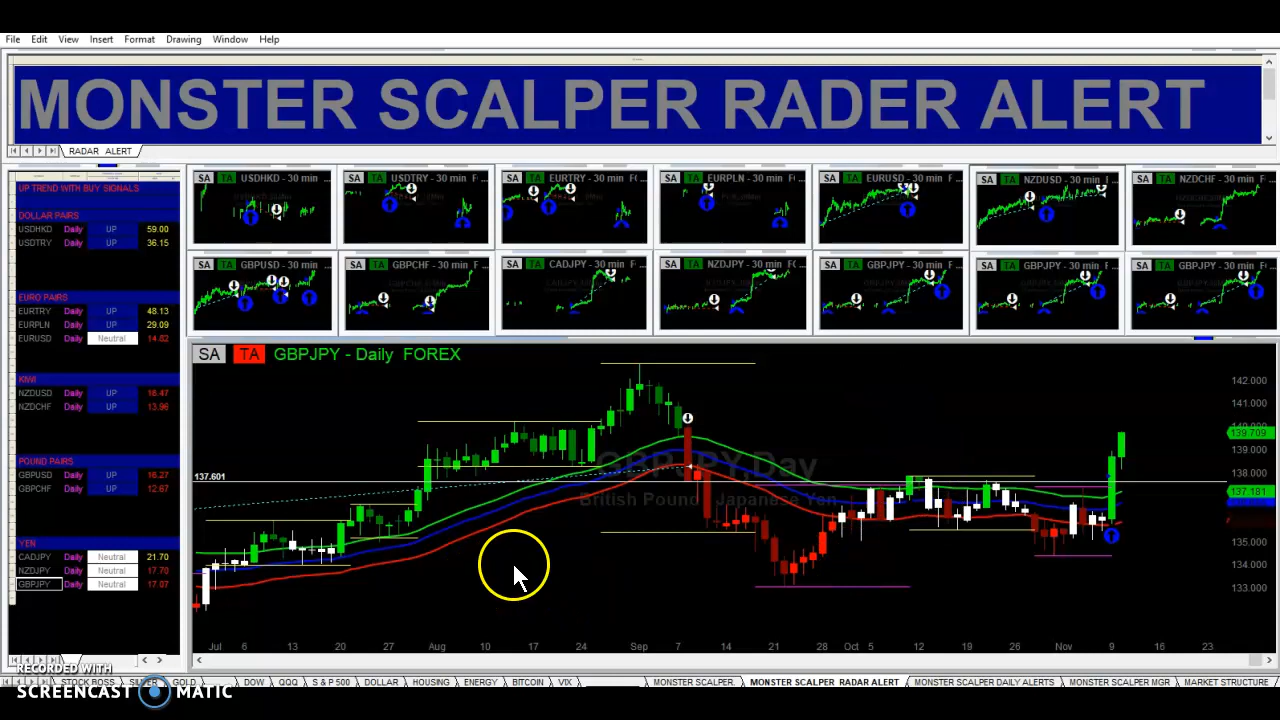 File Edit View Insert Format Drawing Window Help
MONSTER SCALPER RADER ALERT
RADAR ALERT
UP TREND WITH BUY SIGNALS
DOLLAR PAIRS
USDHKD Daily UP 59.00
USDTRY Daily UP 36.15
EURO PAIRS
EURTRY Daily UP 48.13
EURPLN Daily UP 29.09
EURUSD Daily Neutral 14.82
KIWI
NZDUSD Daily UP 18.47
NZDCHF Daily UP 13.96
POUND PAIRS
GBPUSD Daily UP 16.27
GBPCHF Daily UP 12.67
YEN
CADJPY Daily Neutral 21.70
NZDJPY Daily Neutral 17.70
GBPJPY Daily Neutral 17.07
SA TA USDHKD - 30 min F...
SA TA USDTRY - 30 min F...
SA TA EURTRY - 30 min F...
SA TA EURPLN - 30 min F...
SA TA EURUSD - 30 min F...
SA TA NZDUSD - 30 min F...
SA TA NZDCHF - 30 min
SA TA GBPUSD - 30 min F...
SA TA GBPCHF - 30 min F...
SA TA CADJPY - 30 min F...
SA TA NZDJPY - 30 min F...
SA TA GBPJPY - 30 min F...
SA TA GBPJPY - 30 min F...
SA TA GBPJPY - 30 min
SA TA GBPJPY - Daily FOREX
GBPJPY Day
British Pound / Japanese Yen
137.601
142.000
141.000
139.709
139.000
138.000
137.181
135.000
134.000
133.000
Jul 6 13 20 27 Aug 10 17 24 Sep 7 14 21 28 Oct 5 12 19 26 Nov 9 16 23
STOCK BOSS SILVER GOLD DOW QQQ S & P 500 DOLLAR HOUSING ENERGY BITCOIN VIX MONSTER SCALPER. MONSTER SCALPER RADAR ALERT MONSTER SCALPER DAILY ALERTS MONSTER SCALPER MGR MARKET STRUCTURE
RECORDED WITH
SCREENCAST MATIC